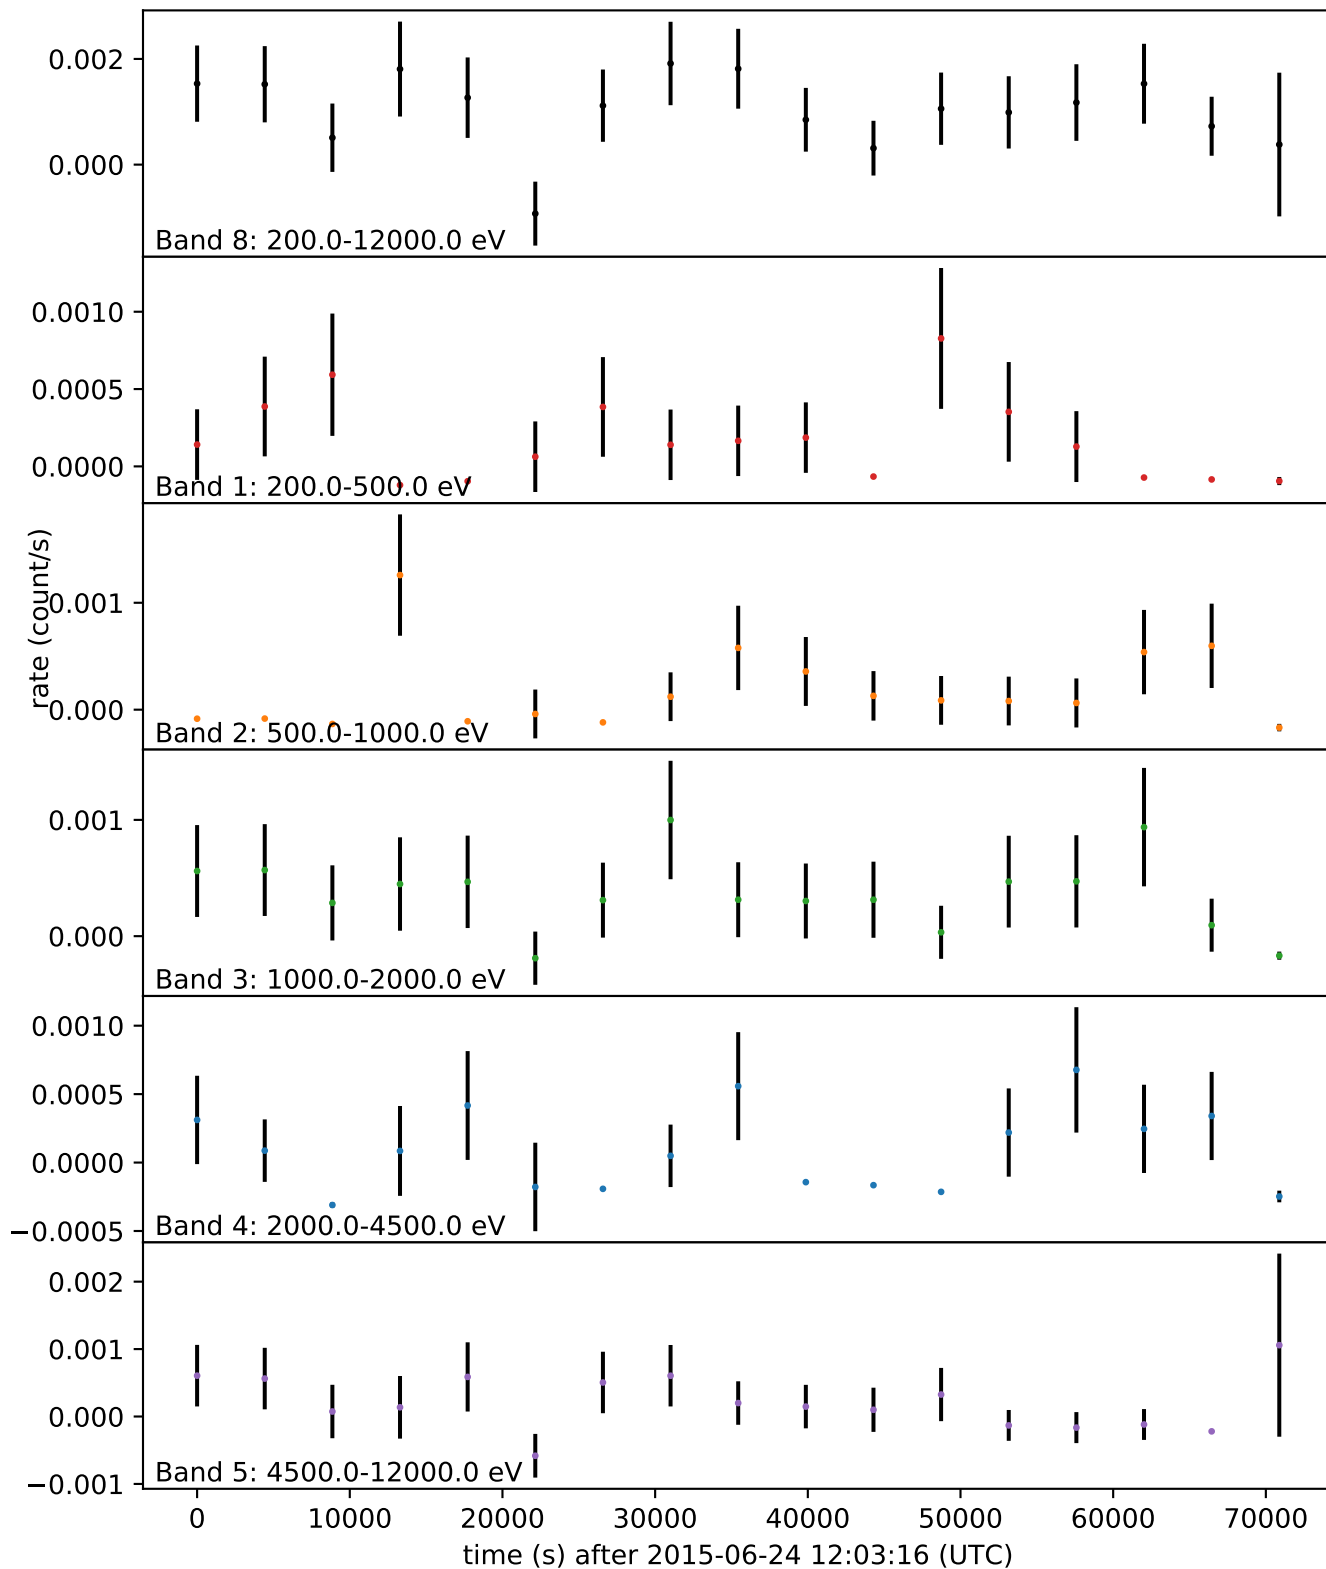 0.002
0.000
Band 8: 200.0-12000.0 eV
0.0010
0.0005
0.0000
Band 1: 200.0-500.0 eV
rate (count/s)
0.001
0.000
Band 2: 500.0-1000.0 eV
0.001
0.000
Band 3: 1000.0-2000.0 eV
0.0010
0.0005
0.0000
−0.0005
Band 4: 2000.0-4500.0 eV
0.002
0.001
0.000
−0.001
Band 5: 4500.0-12000.0 eV
0 10000 20000 30000 40000 50000 60000 70000
time (s) after 2015-06-24 12:03:16 (UTC)